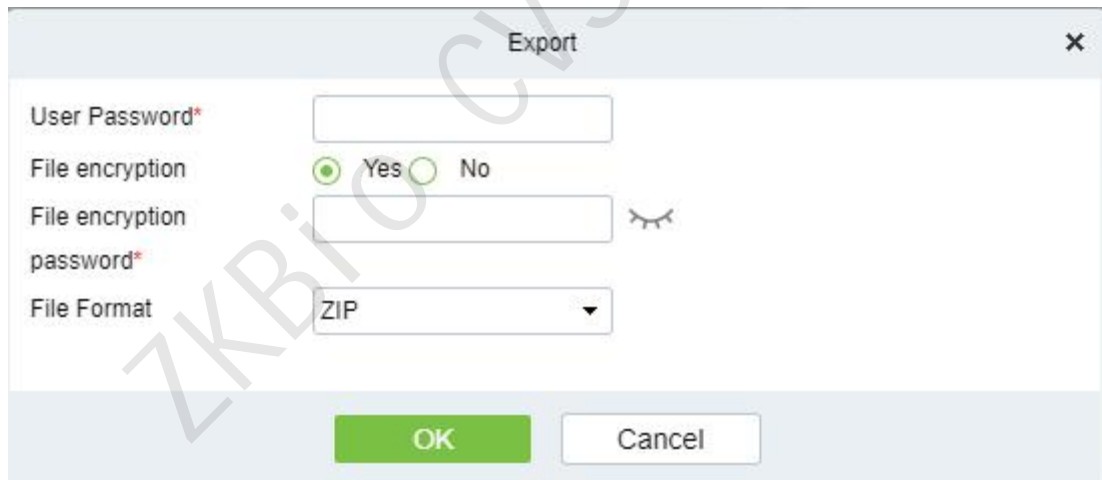 Export
User Password*
File encryption Yes No
File encryption
password*
File Format ZIP
OK Cancel
ZKBio CVS